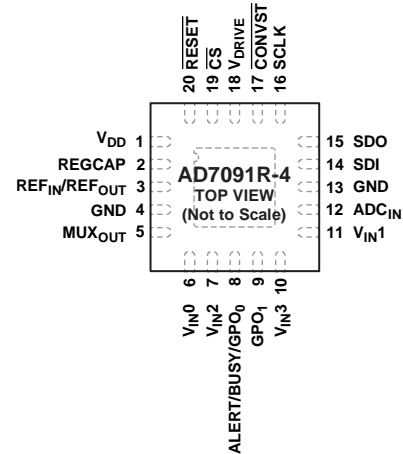 20 RESET
19 CS
18 VDRIVE
17 CONVST
16 SCLK
VDD 1
REGCAP 2
REFIN/REFOUT 3
GND 4
MUXOUT 5
AD7091R-4
TOP VIEW
(Not to Scale)
15 SDO
14 SDI
13 GND
12 ADCIN
11 VIN1
VIN0 6
VIN2 7
ALERT/BUSY/GPO0 8
GPO1 9
VIN3 10